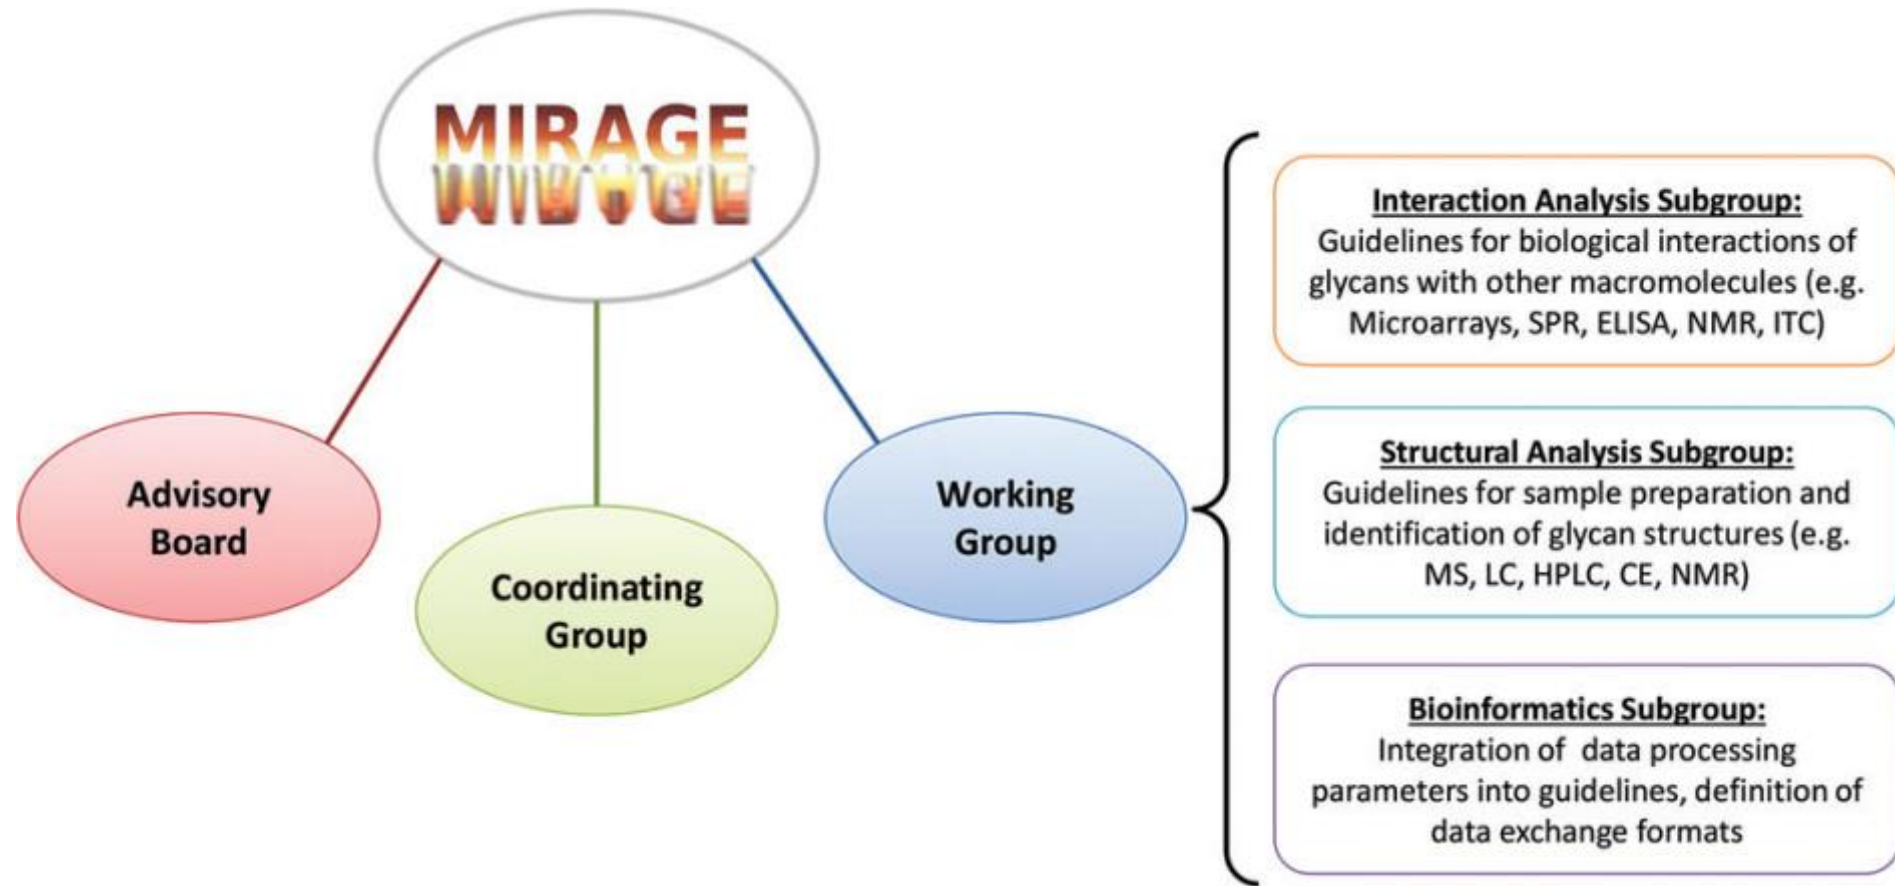 MIRAGE
Advisory
Board
Coordinating
Group
Working
Group
Interaction Analysis Subgroup:
Guidelines for biological interactions of
glycans with other macromolecules (e.g.
Microarrays, SPR, ELISA, NMR, ITC)
Structural Analysis Subgroup:
Guidelines for sample preparation and
identification of glycan structures (e.g.
MS, LC, HPLC, CE, NMR)
Bioinformatics Subgroup:
Integration of data processing
parameters into guidelines, definition of
data exchange formats